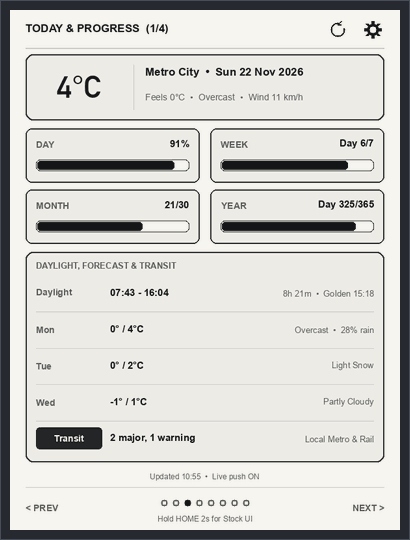 TODAY & PROGRESS (1/4)
4°C
Metro City • Sun 22 Nov 2026
Feels 0°C • Overcast • Wind 11 km/h
DAY 91%
WEEK Day 6/7
MONTH 21/30
YEAR Day 325/365
DAYLIGHT, FORECAST & TRANSIT
Daylight 07:43 - 16:04 8h 21m • Golden 15:18
Mon 0° / 4°C Overcast • 28% rain
Tue 0° / 2°C Light Snow
Wed -1° / 1°C Partly Cloudy
Transit 2 major, 1 warning Local Metro & Rail
Updated 10:55 • Live push ON
< PREV NEXT >
Hold HOME 2s for Stock UI